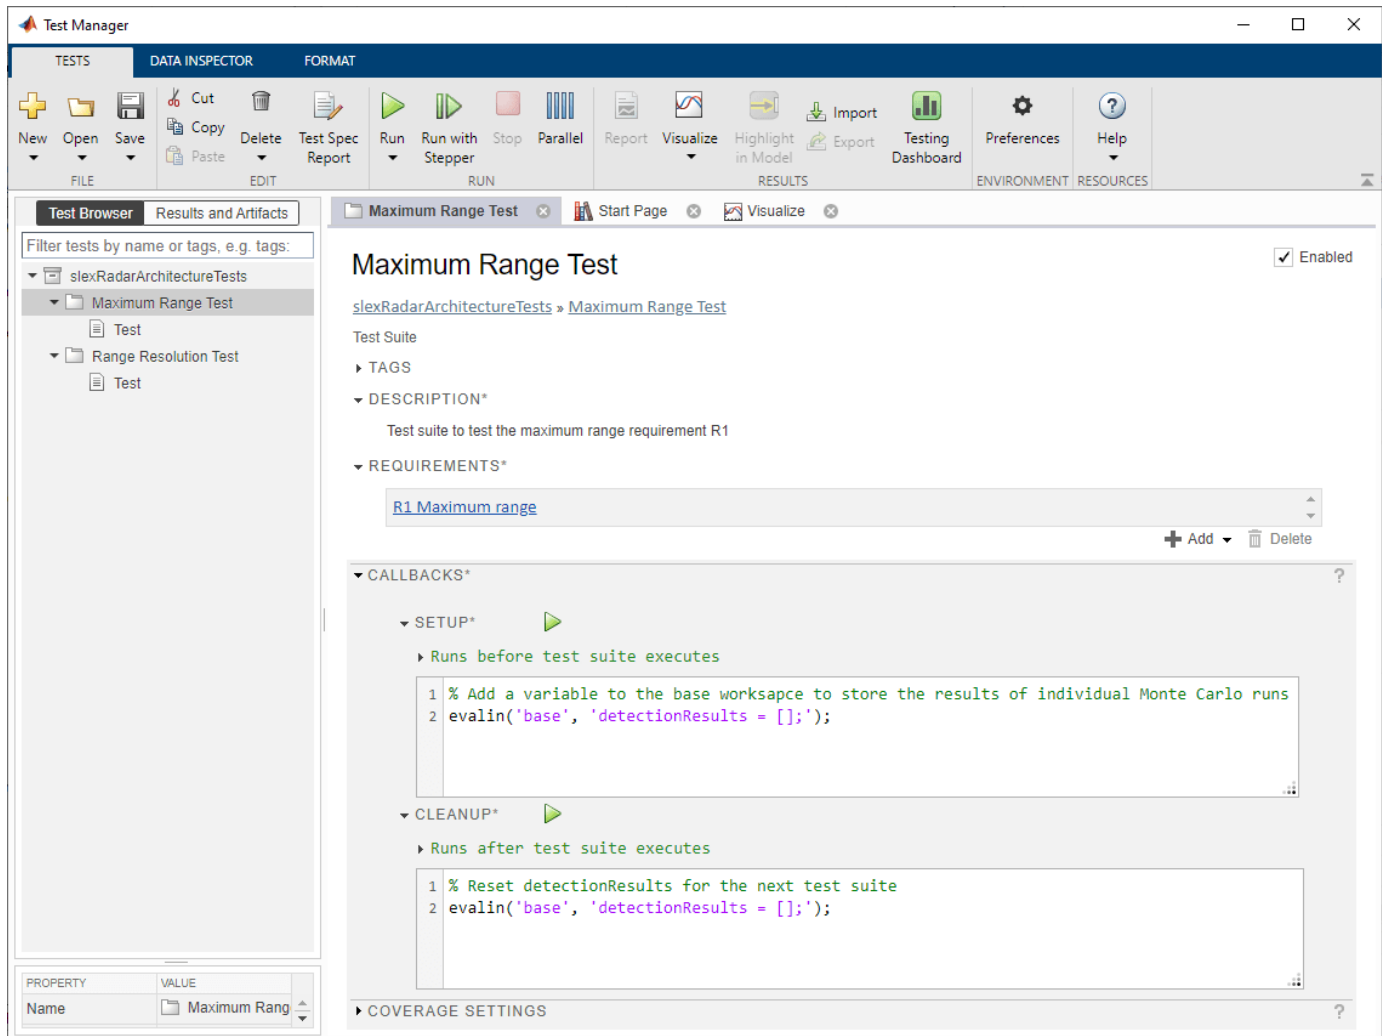 Test Manager
TESTS DATA INSPECTOR FORMAT
New Open Save Cut Copy Paste Delete Test Spec Report Run Run with Stepper Stop Parallel Report Visualize Highlight in Model Import Export Testing Dashboard Preferences Help
FILE EDIT RUN RESULTS ENVIRONMENT RESOURCES
Test Browser Results and Artifacts
Filter tests by name or tags, e.g. tags:
slexRadarArchitectureTests
Maximum Range Test
Test
Range Resolution Test
Test
PROPERTY VALUE
Name Maximum Rang
Maximum Range Test Start Page Visualize
Maximum Range Test Enabled
slexRadarArchitectureTests » Maximum Range Test
Test Suite
TAGS
DESCRIPTION*
Test suite to test the maximum range requirement R1
REQUIREMENTS*
R1 Maximum range
Add Delete
CALLBACKS* ?
SETUP*
Runs before test suite executes
1 % Add a variable to the base worksapce to store the results of individual Monte Carlo runs
2 evalin('base', 'detectionResults = [];');
CLEANUP*
Runs after test suite executes
1 % Reset detectionResults for the next test suite
2 evalin('base', 'detectionResults = [];');
COVERAGE SETTINGS ?